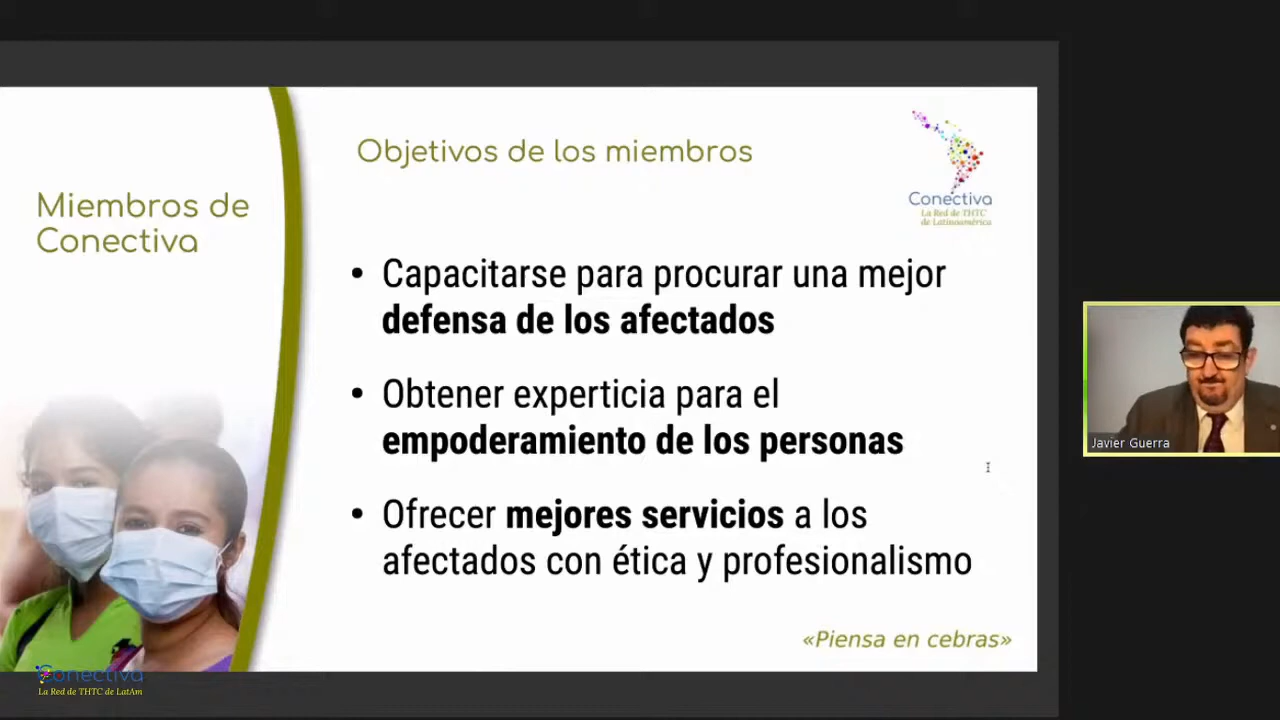 Objetivos de los miembros
Miembros de
Conectiva
Conectiva
La Red de THTC
de Latinoamérica
• Capacitarse para procurar una mejor
defensa de los afectados
• Obtener experticia para el
empoderamiento de los personas
• Ofrecer mejores servicios a los
afectados con ética y profesionalismo
«Piensa en cebras»
Javier Guerra
Conectiva
La Red de THTC de LatAm